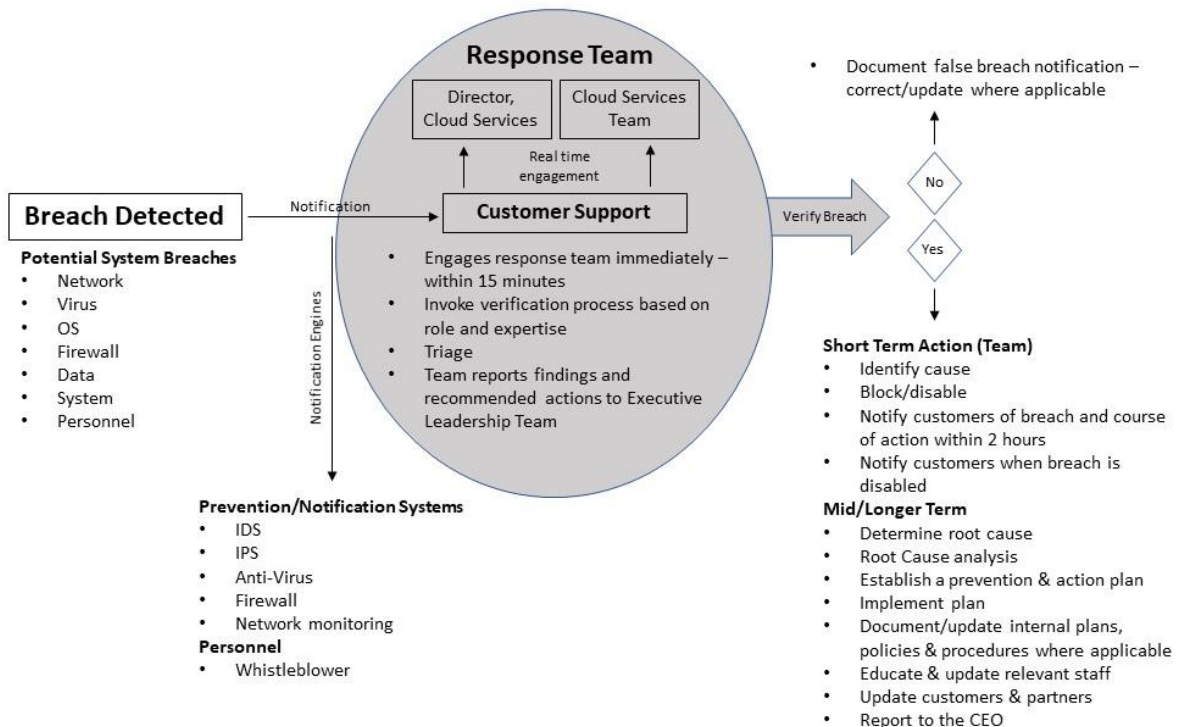 Response Team
Director,
Cloud Services
Cloud Services
Team
Real time
engagement
Breach Detected
Notification
Customer Support
Potential System Breaches
• Network
• Virus
• OS
• Firewall
• Data
• System
• Personnel
Notification Engines
• Engages response team immediately –
within 15 minutes
• Invoke verification process based on
role and expertise
• Triage
• Team reports findings and
recommended actions to Executive
Leadership Team
Prevention/Notification Systems
• IDS
• IPS
• Anti-Virus
• Firewall
• Network monitoring
Personnel
• Whistleblower
Verify Breach
• Document false breach notification –
correct/update where applicable
No
Yes
Short Term Action (Team)
• Identify cause
• Block/disable
• Notify customers of breach and course
of action within 2 hours
• Notify customers when breach is
disabled
Mid/Longer Term
• Determine root cause
• Root Cause analysis
• Establish a prevention & action plan
• Implement plan
• Document/update internal plans,
policies & procedures where applicable
• Educate & update relevant staff
• Update customers & partners
• Report to the CEO